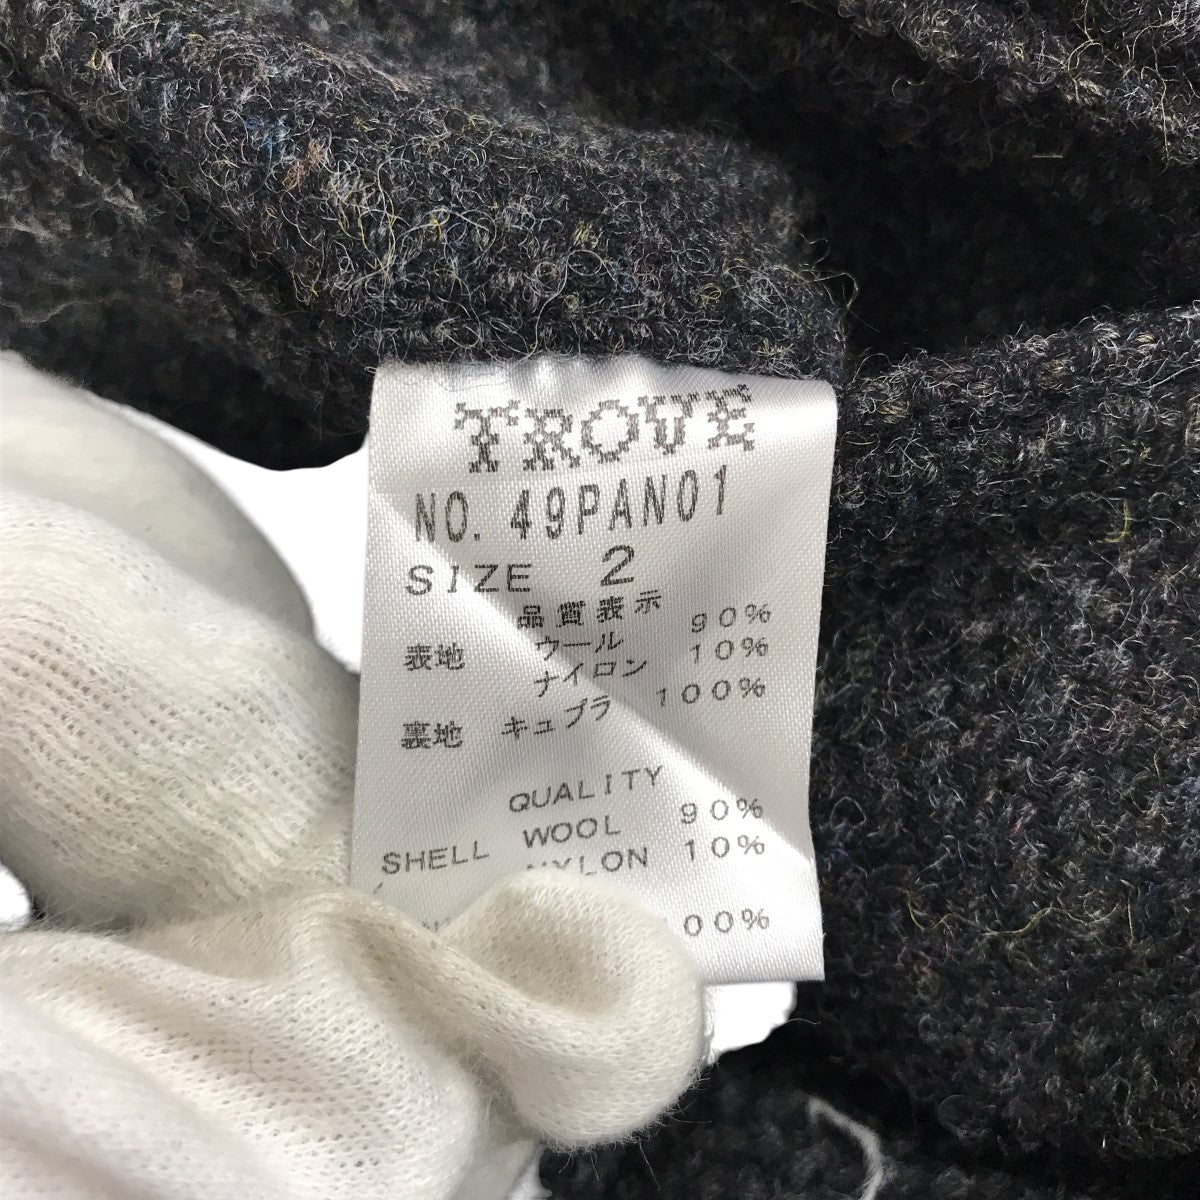 TROVE
NO. 49PAN01
SIZE 2
品質表示
表地 ウール 90%
ナイロン 10%
裏地 キュプラ 100%
QUALITY
SHELL WOOL 90%
NYLON 10%
00%